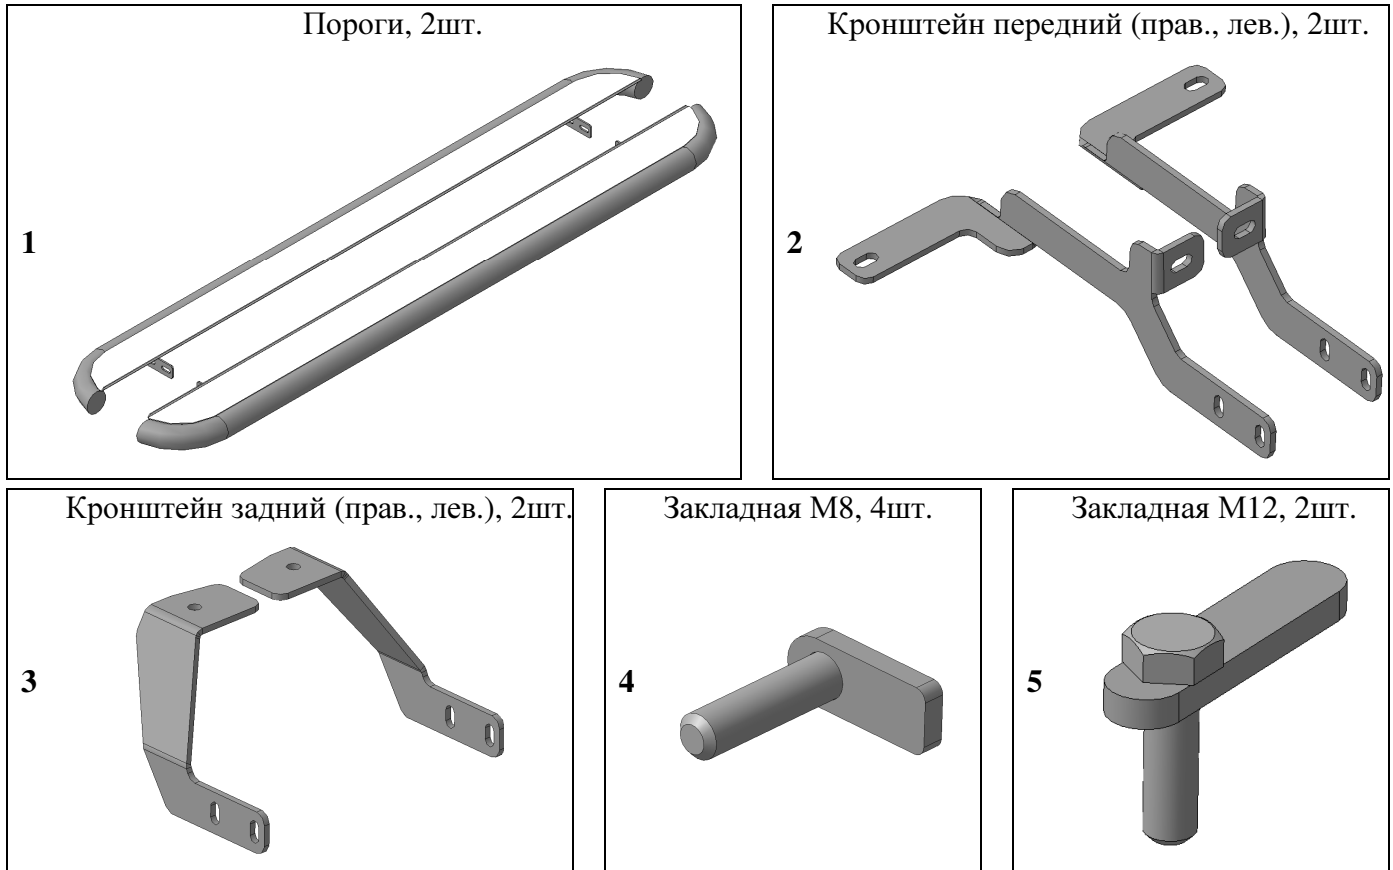 Пороги, 2шт.
1
Кронштейн передний (прав., лев.), 2шт.
2
Кронштейн задний (прав., лев.), 2шт.
3
Закладная М8, 4шт.
4
Закладная М12, 2шт.
5